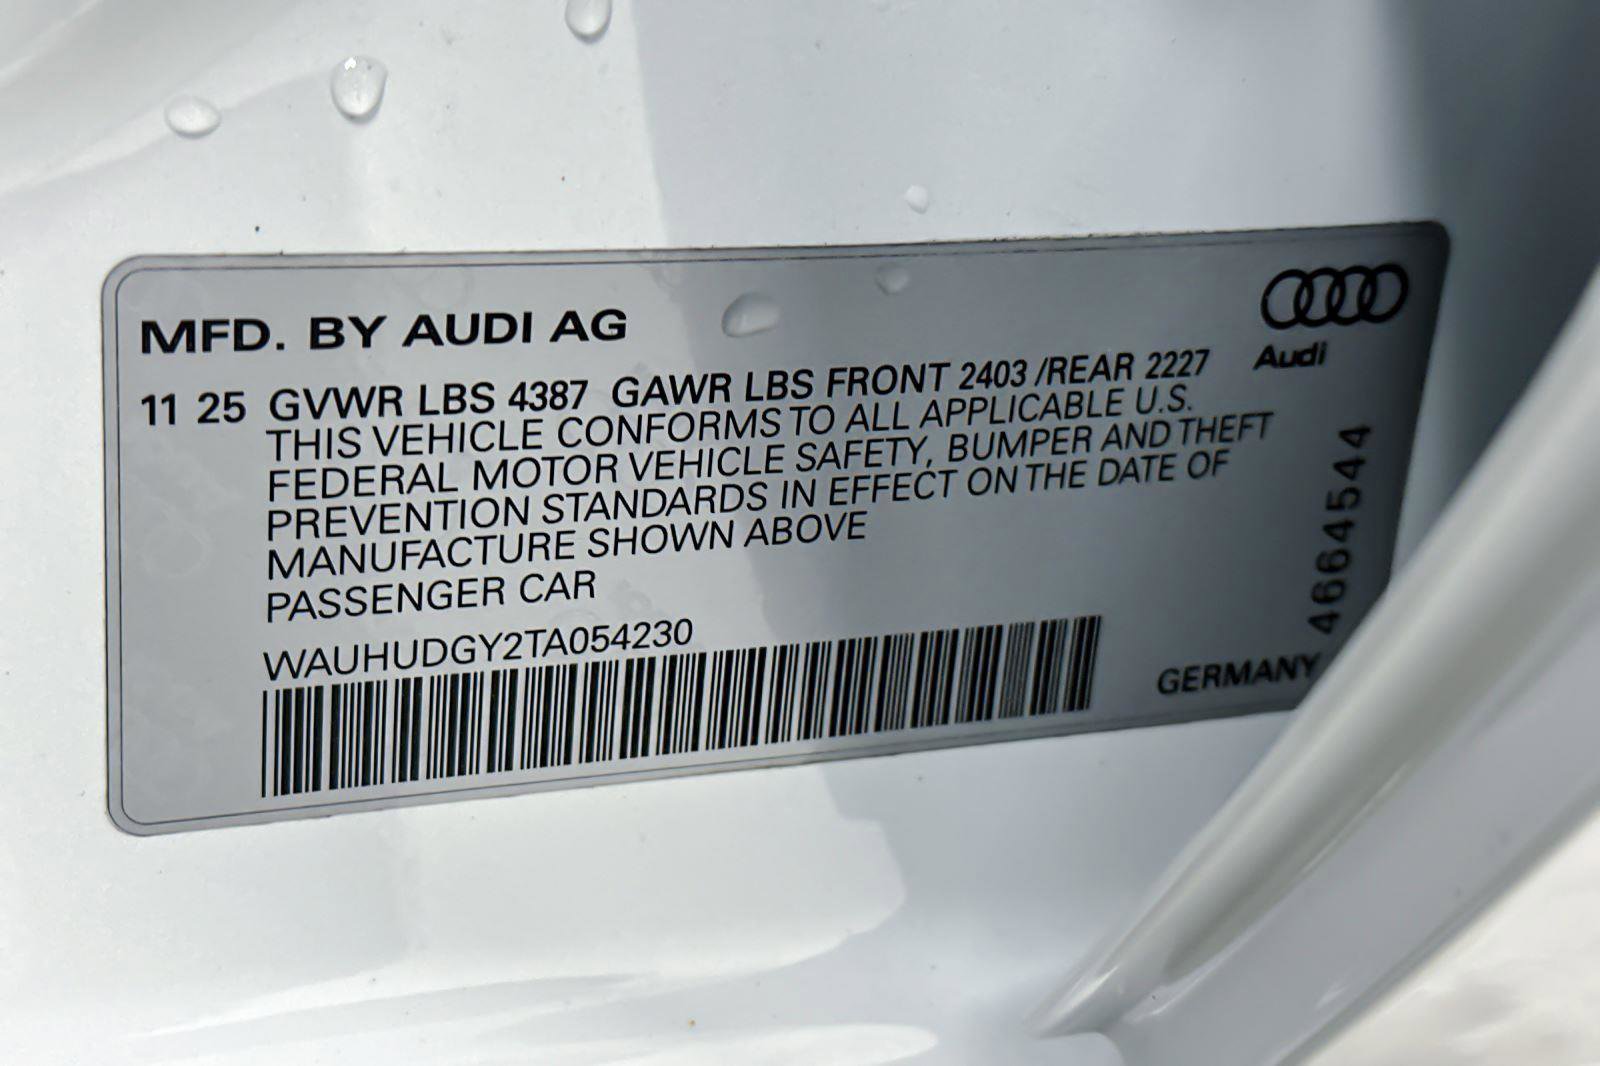 MFD. BY AUDI AG
Audi
11 25 GVWR LBS 4387 GAWR LBS FRONT 2403 /REAR 2227
THIS VEHICLE CONFORMS TO ALL APPLICABLE U.S.
FEDERAL MOTOR VEHICLE SAFETY, BUMPER AND THEFT
PREVENTION STANDARDS IN EFFECT ON THE DATE OF
MANUFACTURE SHOWN ABOVE
PASSENGER CAR
WAUHUDGY2TA054230
GERMANY
4664544